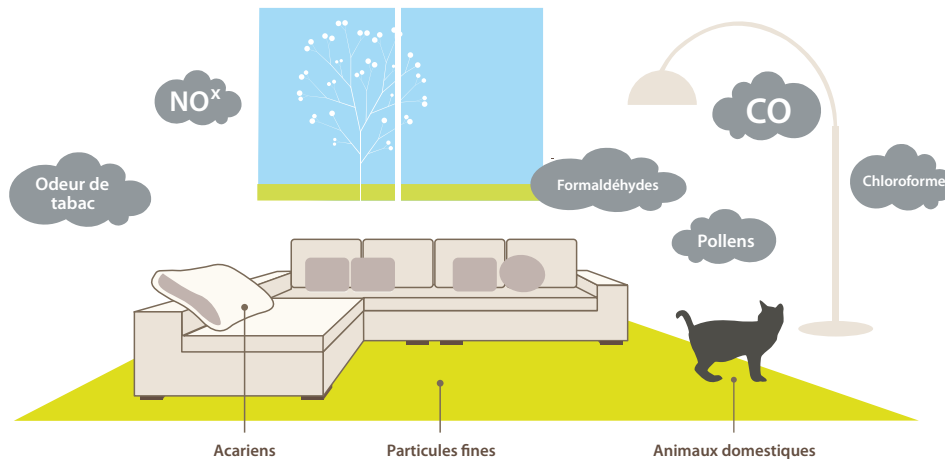 NOˣ
CO
Odeur de
tabac
Formaldéhydes
Chloroforme
Pollens
Acariens
Particules fines
Animaux domestiques